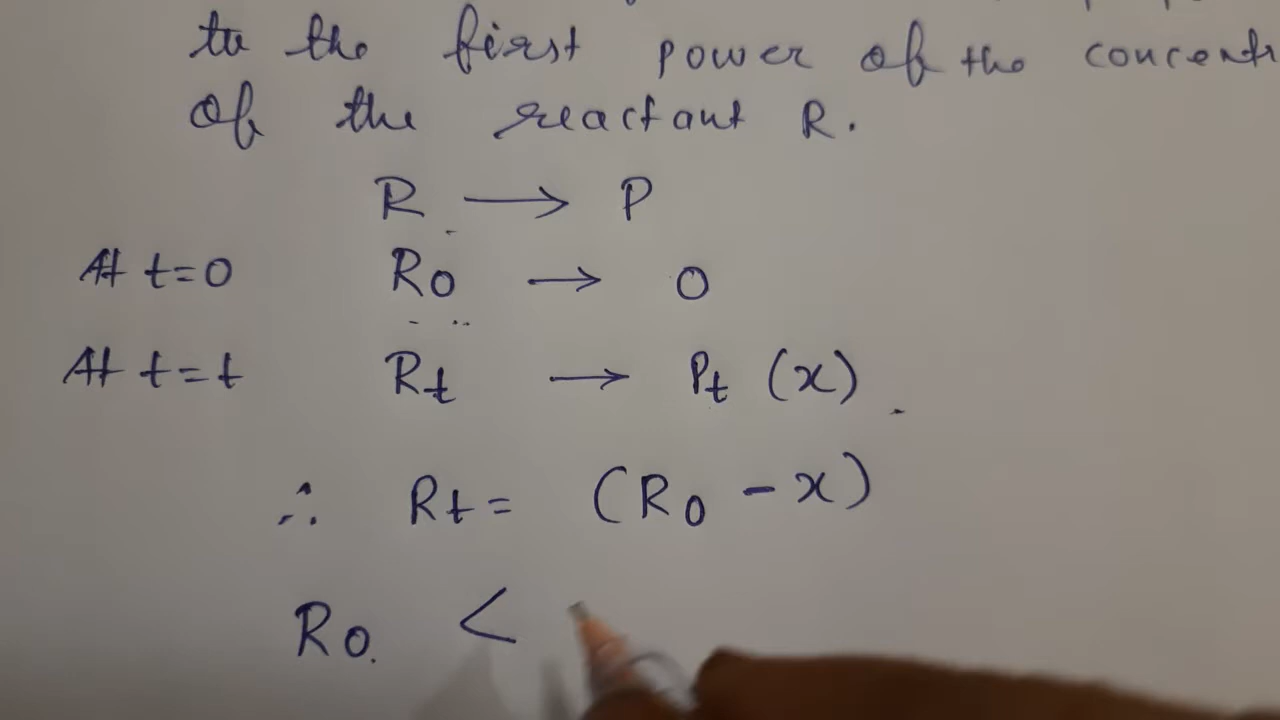 to the first power of the concent
of the reactant R.
R → P
At t=0 R0 → 0
At t=t Rt → Pt (x)
∴ Rt = (R0 - x)
R0 <